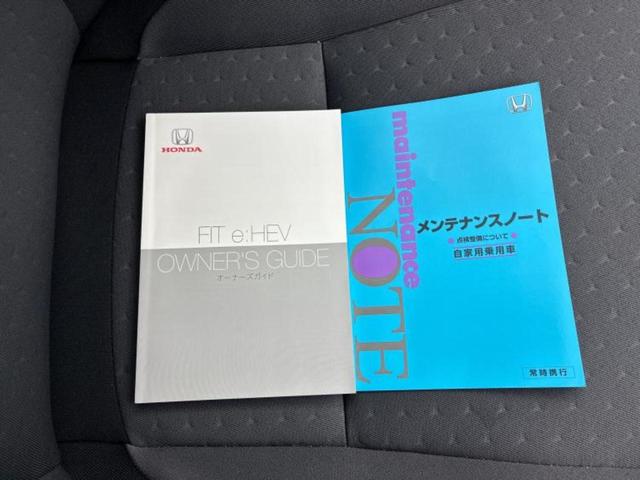 HONDA
FIT e:HEV
OWNER'S GUIDE
オーナーズガイド
maintenance
NOTE
メンテナンスノート
点検整備について
自家用乗用車
常時携行